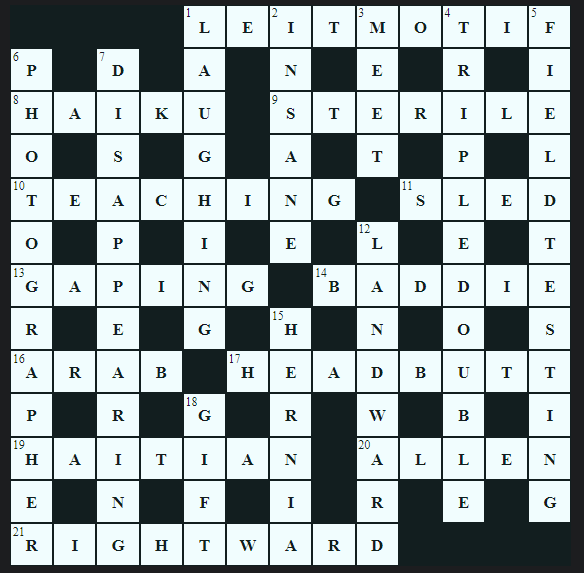 1 L E 2 I T 3 M O 4 T I 5 F
6 P 7 D A N E R I
8 H A I K U 9 S T E R I L E
O S G A T P L
10 T E A C H I N G 11 S L E D
O P I E 12 L E T
13 G A P I N G 14 B A D D I E
R E G 15 H N O S
16 A R A B 17 H E A D B U T T
P R 18 G R W B I
19 H A I T I A N 20 A L L E N
E N F I R E G
21 R I G H T W A R D